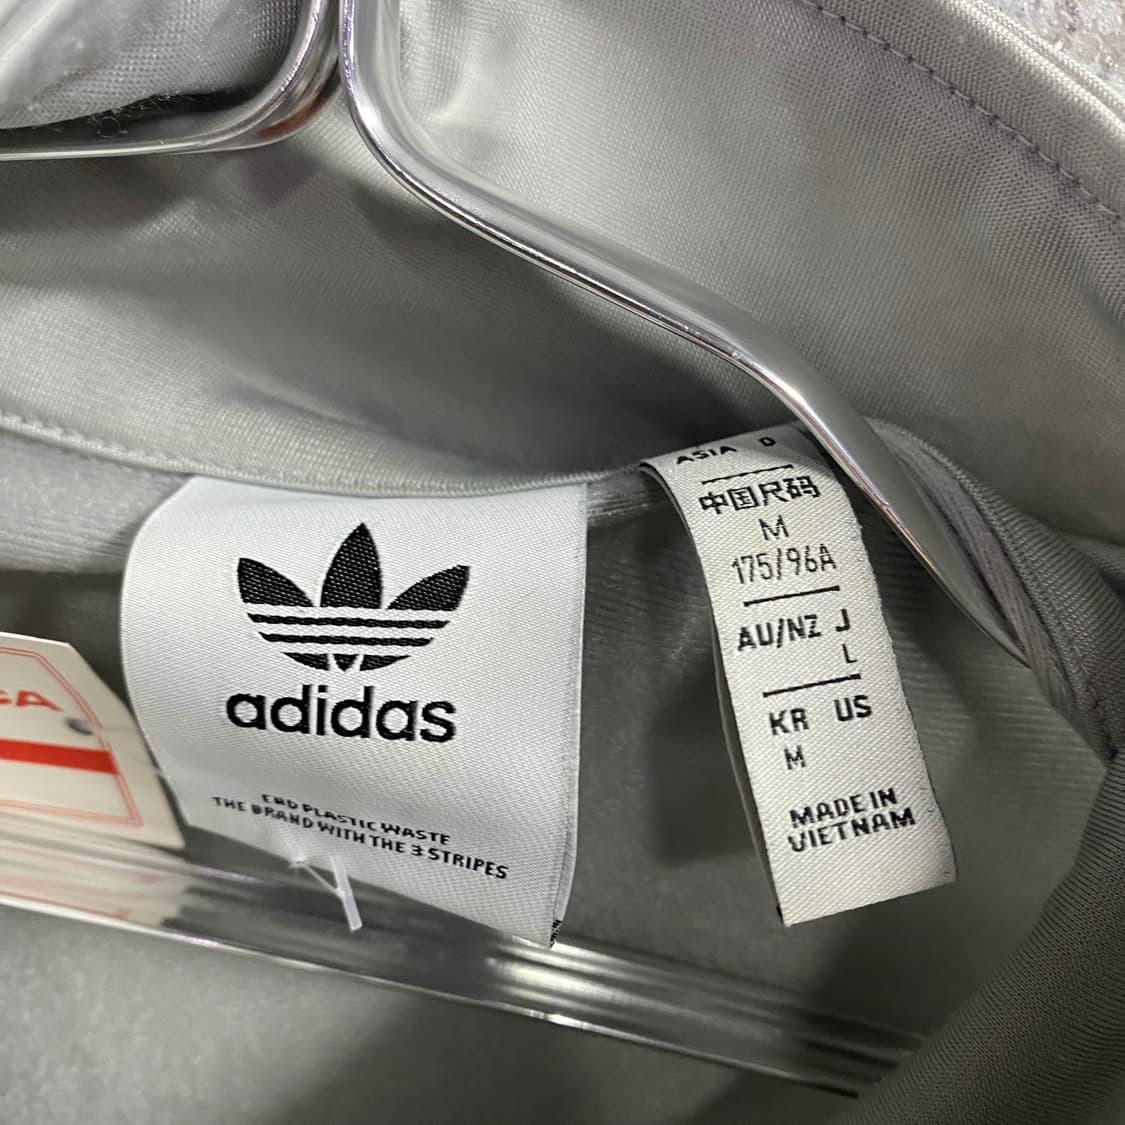 adidas
END PLASTIC WASTE
THE BRAND WITH THE 3 STRIPES
ASIA D
中国尺码
M
175/96A
AU/NZ J
L
KR US
M
MADE IN
VIETNAM